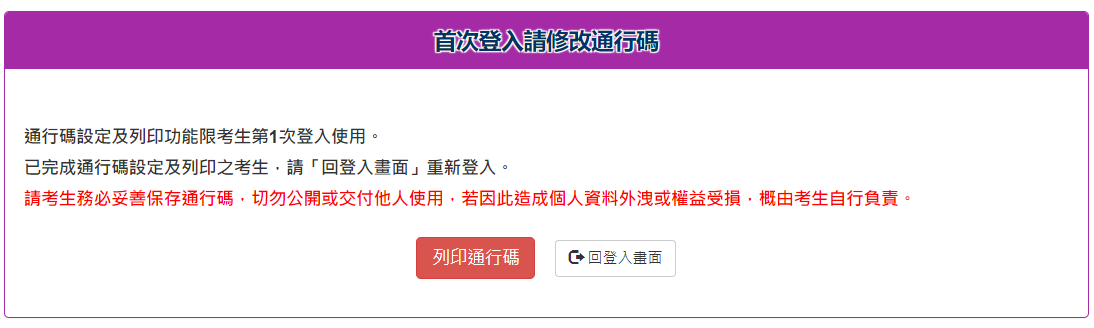 首次登入請修改通行碼
通行碼設定及列印功能限考生第1次登入使用。
已完成通行碼設定及列印之考生，請「回登入畫面」重新登入。
請考生務必妥善保存通行碼，切勿公開或交付他人使用，若因此造成個人資料外洩或權益受損，概由考生自行負責。
列印通行碼
回登入畫面